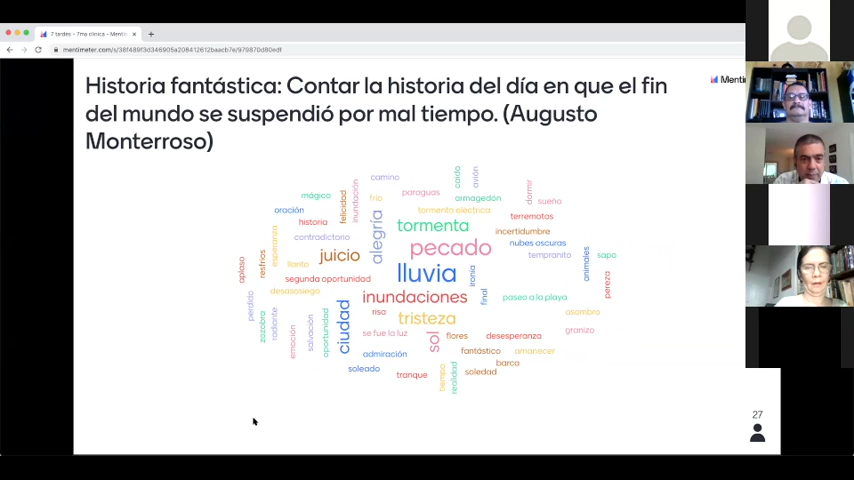 7 tardes - 7ma clínica - Menti
mentimeter.com/s/38f489f3d346905a208412612baacb7e/979870d80edf
Historia fantástica: Contar la historia del día en que el fin
del mundo se suspendió por mal tiempo. (Augusto
Monterroso)
Menti
camino
caído
avión
mágico
felicidad
inundación
frío
paraguas
armagedón
dormir
sueño
oración
historia
alegría
tormenta eléctrica
tormenta
terremotos
esperanza
contradictorio
incertidumbre
pecado
nubes oscuras
juicio
tempranito
animales
sapo
aplaso
llanto
lluvia
ironía
segunda oportunidad
pereza
desasosiego
inundaciones
final
paseo a la playa
perdido
zozobra
radiante
emoción
salvación
oportunidad
ciudad
risa
tristeza
asombro
se fue la luz
sol
flores
desesperanza
granizo
admiración
fantástico
amanecer
soleado
barca
tranque
tiempo
realidad
soledad
27